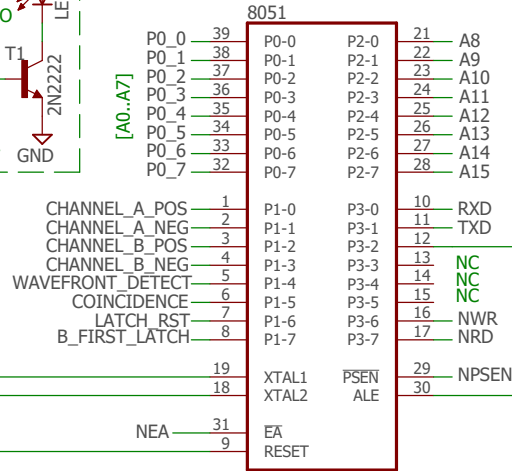 8051
LE
O
T1
2N2222
GND
[A0..A7]
P0_0 39 P0-0 P2-0 21 A8
P0_1 38 P0-1 P2-1 22 A9
P0_2 37 P0-2 P2-2 23 A10
P0_3 36 P0-3 P2-3 24 A11
P0_4 35 P0-4 P2-4 25 A12
P0_5 34 P0-5 P2-5 26 A13
P0_6 33 P0-6 P2-6 27 A14
P0_7 32 P0-7 P2-7 28 A15
CHANNEL_A_POS 1 P1-0 P3-0 10 RXD
CHANNEL_A_NEG 2 P1-1 P3-1 11 TXD
CHANNEL_B_POS 3 P1-2 P3-2 12
CHANNEL_B_NEG 4 P1-3 P3-3 13 NC
WAVEFRONT_DETECT 5 P1-4 P3-4 14 NC
COINCIDENCE 6 P1-5 P3-5 15 NC
LATCH_RST 7 P1-6 P3-6 16 NWR
B_FIRST_LATCH 8 P1-7 P3-7 17 NRD
19 XTAL1 PSEN 29 NPSEN
18 XTAL2 ALE 30
NEA 31 EA
9 RESET